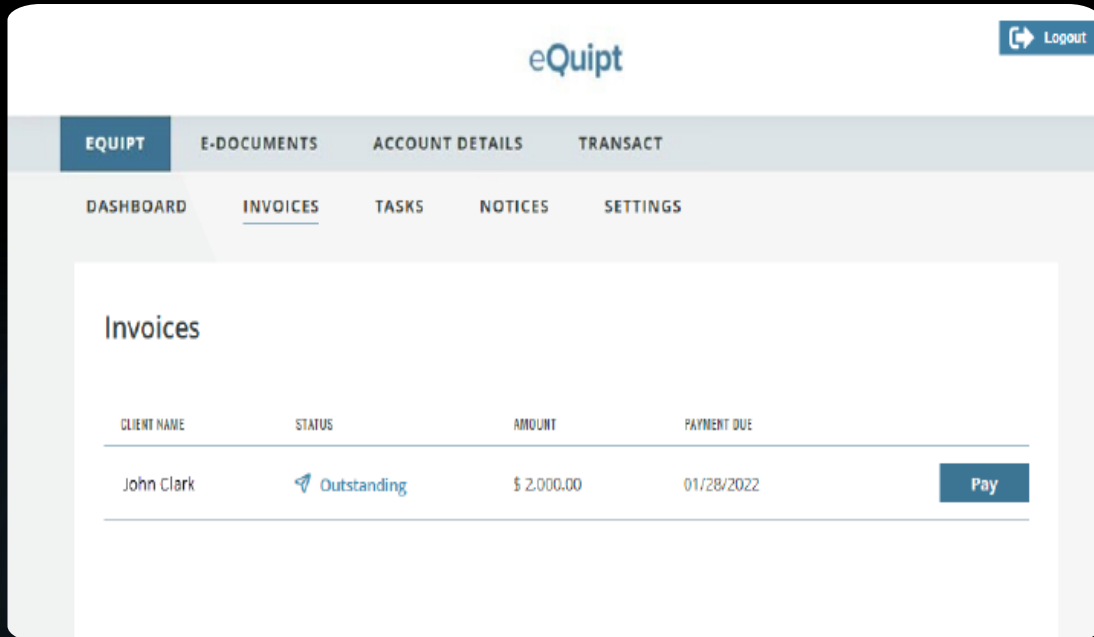 Logout
eQuipt
EQUIPT E-DOCUMENTS ACCOUNT DETAILS TRANSACT
DASHBOARD INVOICES TASKS NOTICES SETTINGS
Invoices
CLIENT NAME STATUS AMOUNT PAYMENT DUE
John Clark Outstanding $ 2,000.00 01/28/2022 Pay